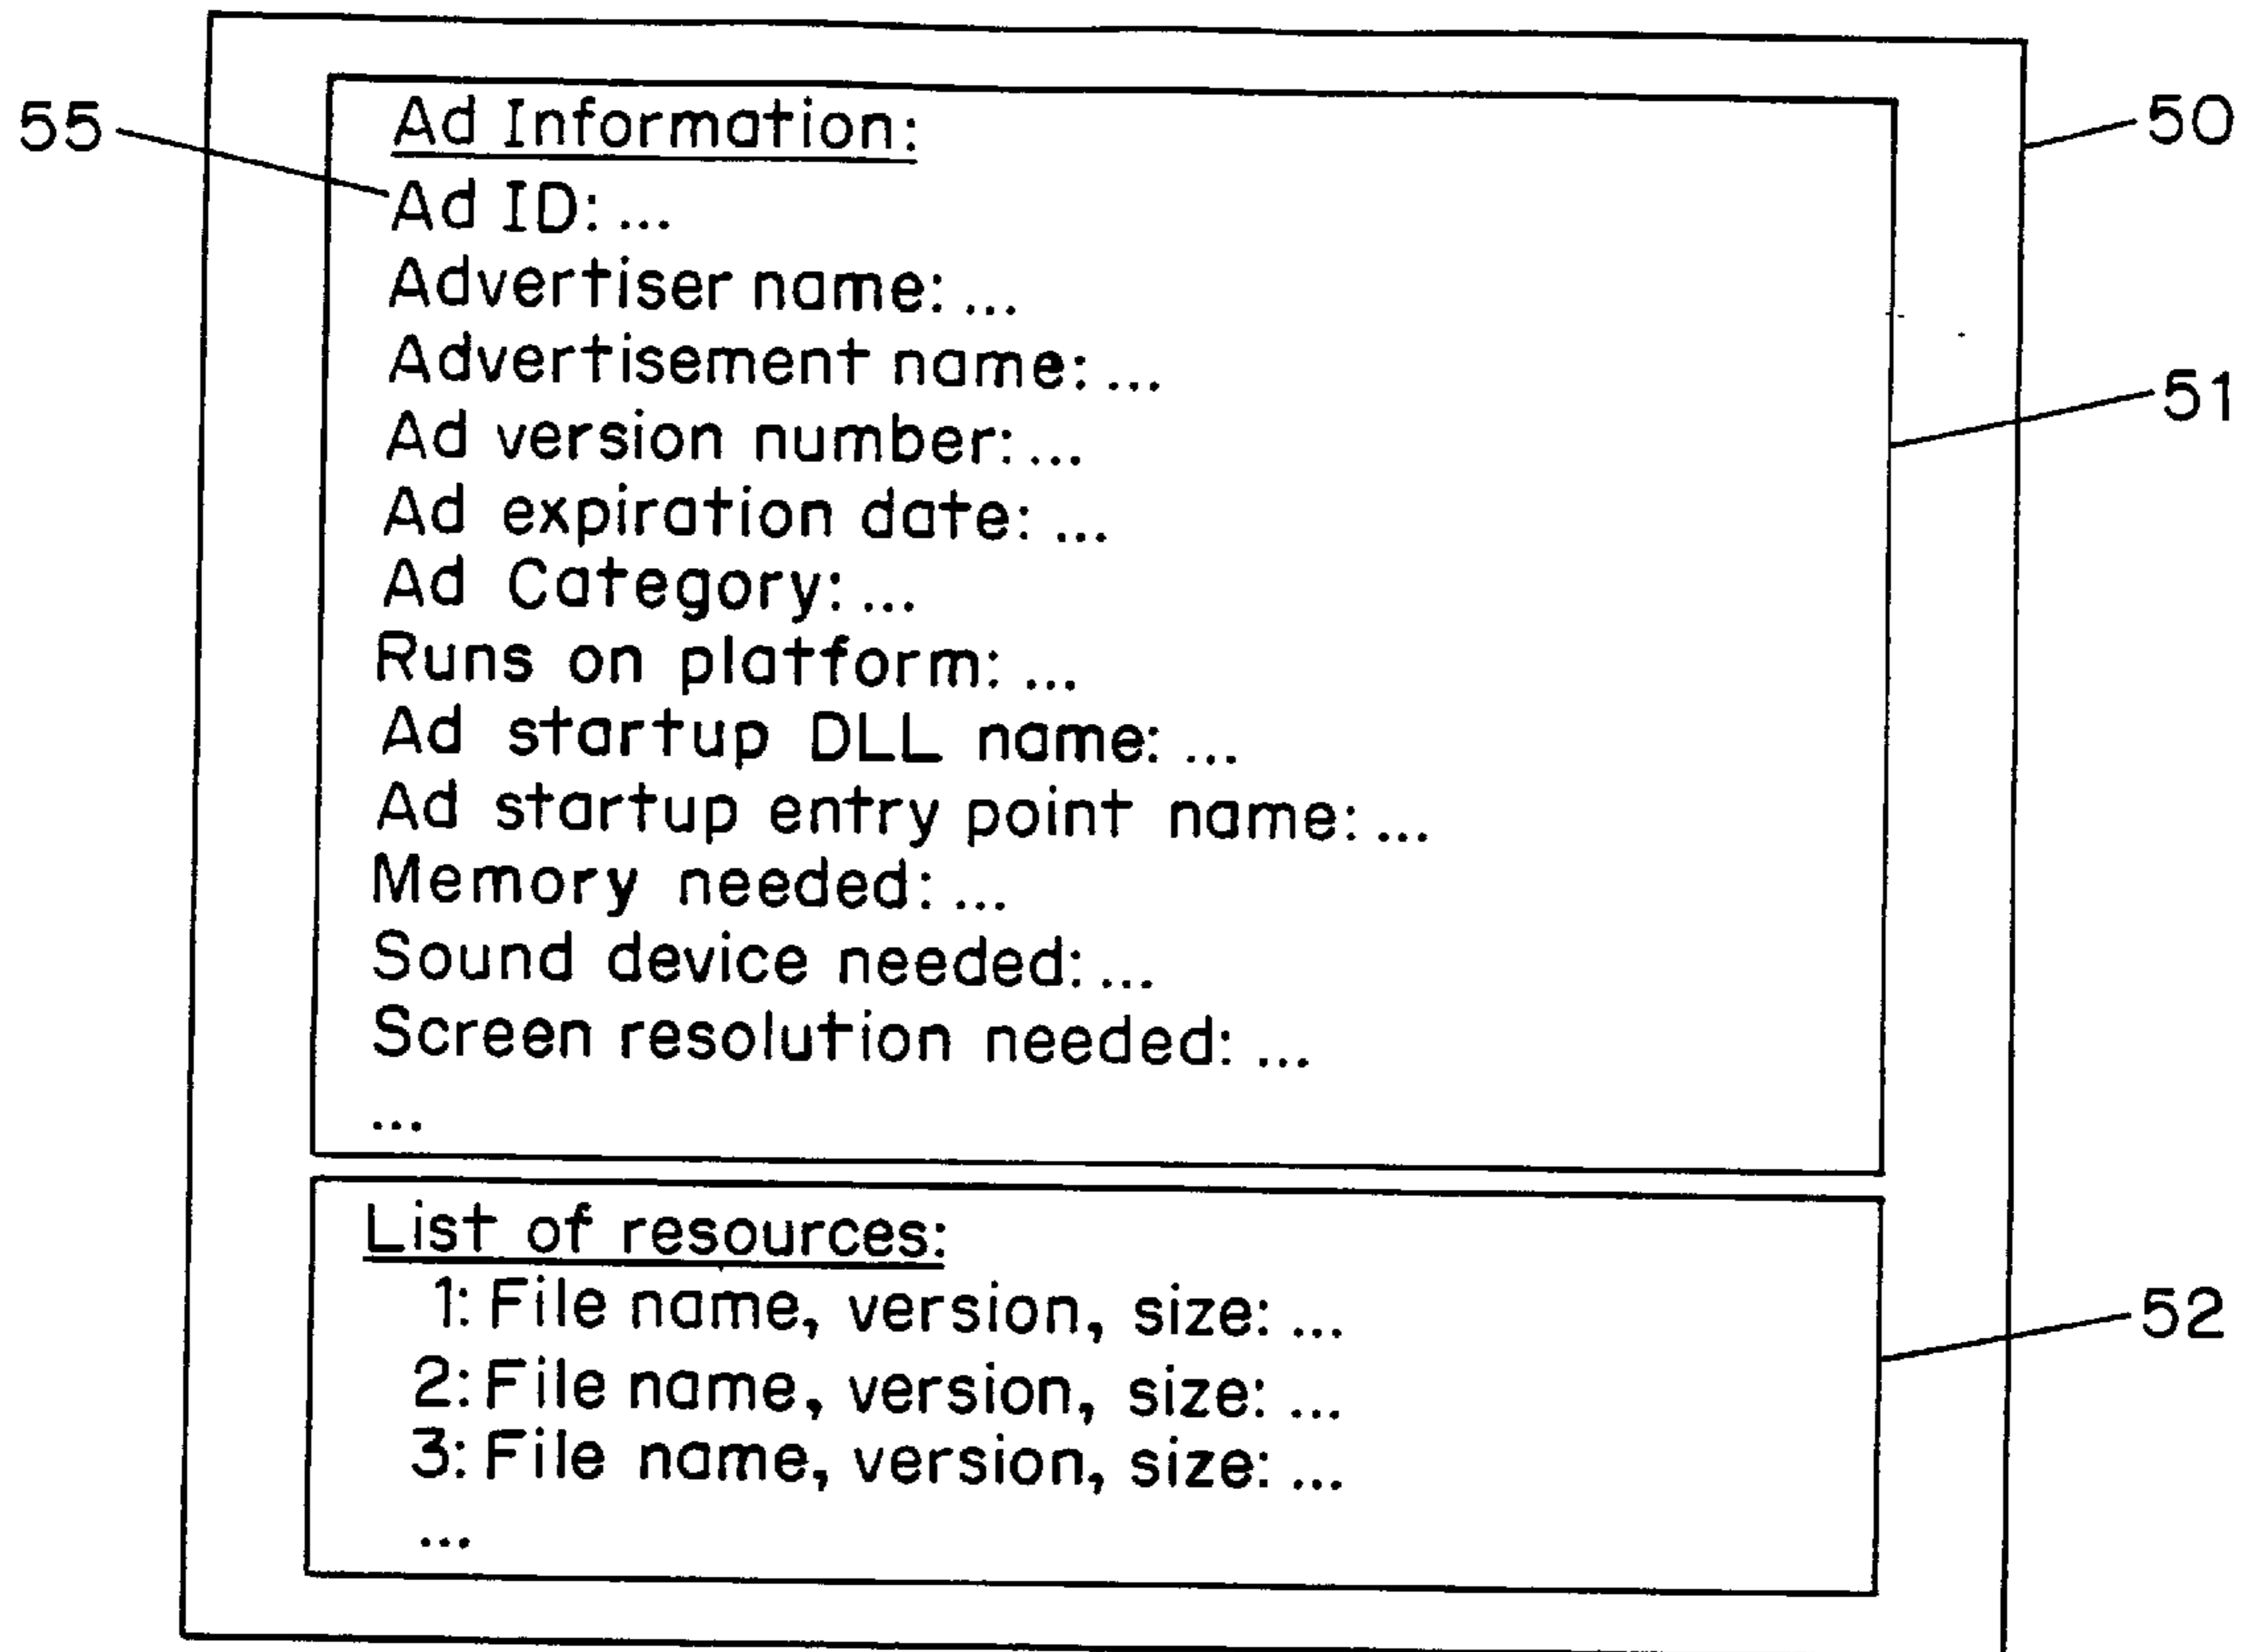 55
50
51
52
Ad Information:
Ad ID: ...
Advertiser name: ...
Advertisement name: ...
Ad version number: ...
Ad expiration date: ...
Ad Category: ...
Runs on platform: ...
Ad startup DLL name: ...
Ad startup entry point name: ...
Memory needed: ...
Sound device needed: ...
Screen resolution needed: ...
...
List of resources:
1: File name, version, size: ...
2: File name, version, size: ...
3: File name, version, size: ...
...